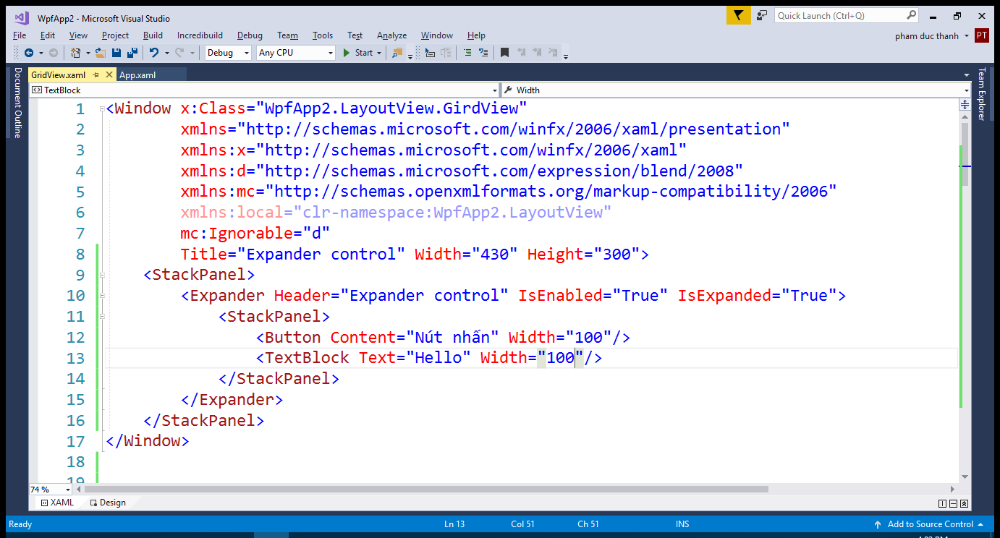 WpfApp2 - Microsoft Visual Studio
Quick Launch (Ctrl+Q)
File Edit View Project Build Incredibuild Debug Team Tools Test Analyze Window Help
pham duc thanh PT
Debug Any CPU Start
Document Outline
Team Explorer
GridView.xaml App.xaml
TextBlock Width
1 <Window x:Class="WpfApp2.LayoutView.GirdView"
2 xmlns="http://schemas.microsoft.com/winfx/2006/xaml/presentation"
3 xmlns:x="http://schemas.microsoft.com/winfx/2006/xaml"
4 xmlns:d="http://schemas.microsoft.com/expression/blend/2008"
5 xmlns:mc="http://schemas.openxmlformats.org/markup-compatibility/2006"
6 xmlns:local="clr-namespace:WpfApp2.LayoutView"
7 mc:Ignorable="d"
8 Title="Expander control" Width="430" Height="300">
9 <StackPanel>
10 <Expander Header="Expander control" IsEnabled="True" IsExpanded="True">
11 <StackPanel>
12 <Button Content="Nút nhấn" Width="100"/>
13 <TextBlock Text="Hello" Width="100"/>
14 </StackPanel>
15 </Expander>
16 </StackPanel>
17 </Window>
18
19
74 %
XAML Design
Ready Ln 13 Col 51 Ch 51 INS Add to Source Control